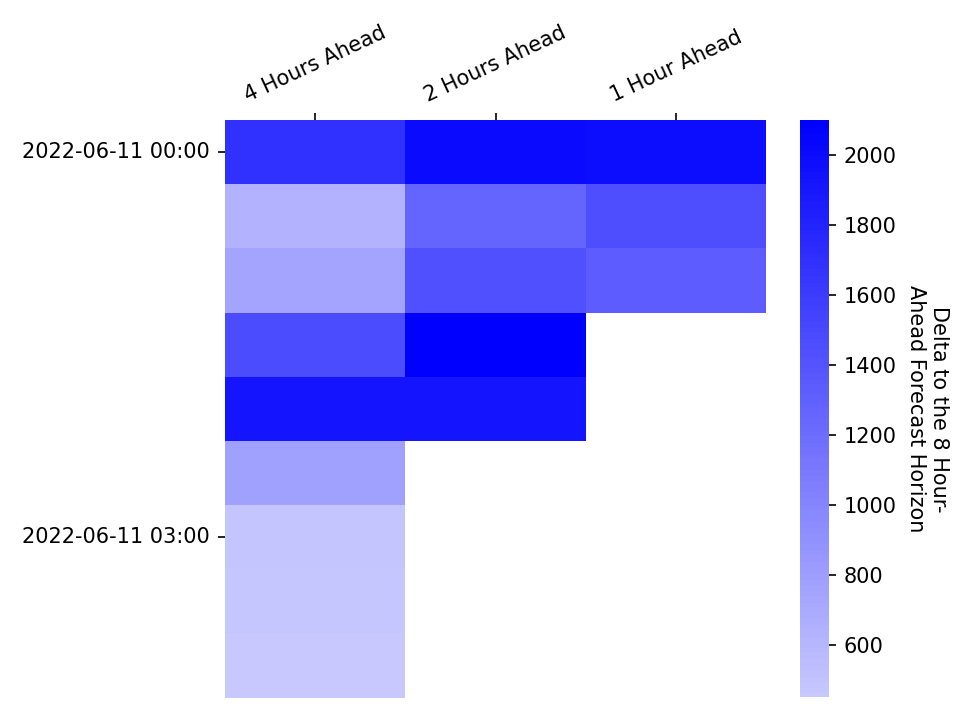 4 Hours Ahead
2 Hours Ahead
1 Hour Ahead
2022-06-11 00:00
2022-06-11 03:00
2000
1800
1600
1400
1200
1000
800
600
Delta to the 8 Hour-
Ahead Forecast Horizon